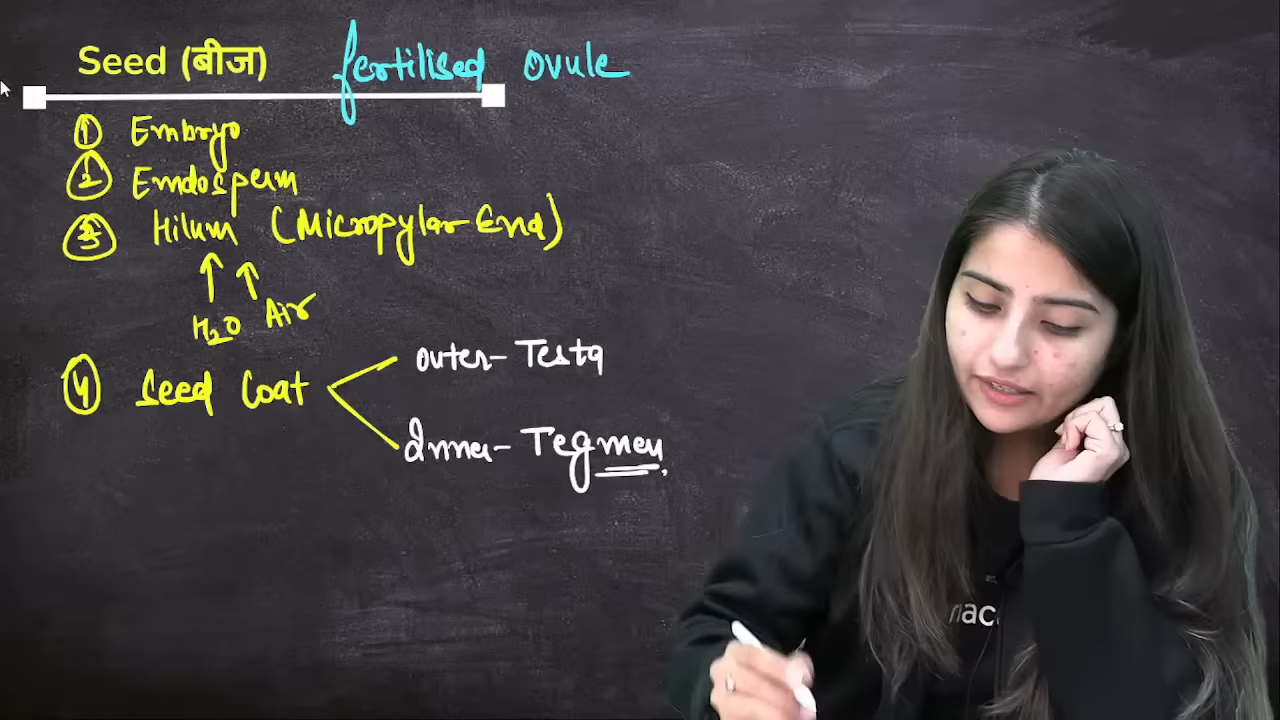 Seed (बीज) fertilised ovule
① Embryo
② Endosperm
③ Hilum (Micropylar End)
H₂O Air
④ Seed Coat
outer - Testa
Inner - Tegmen